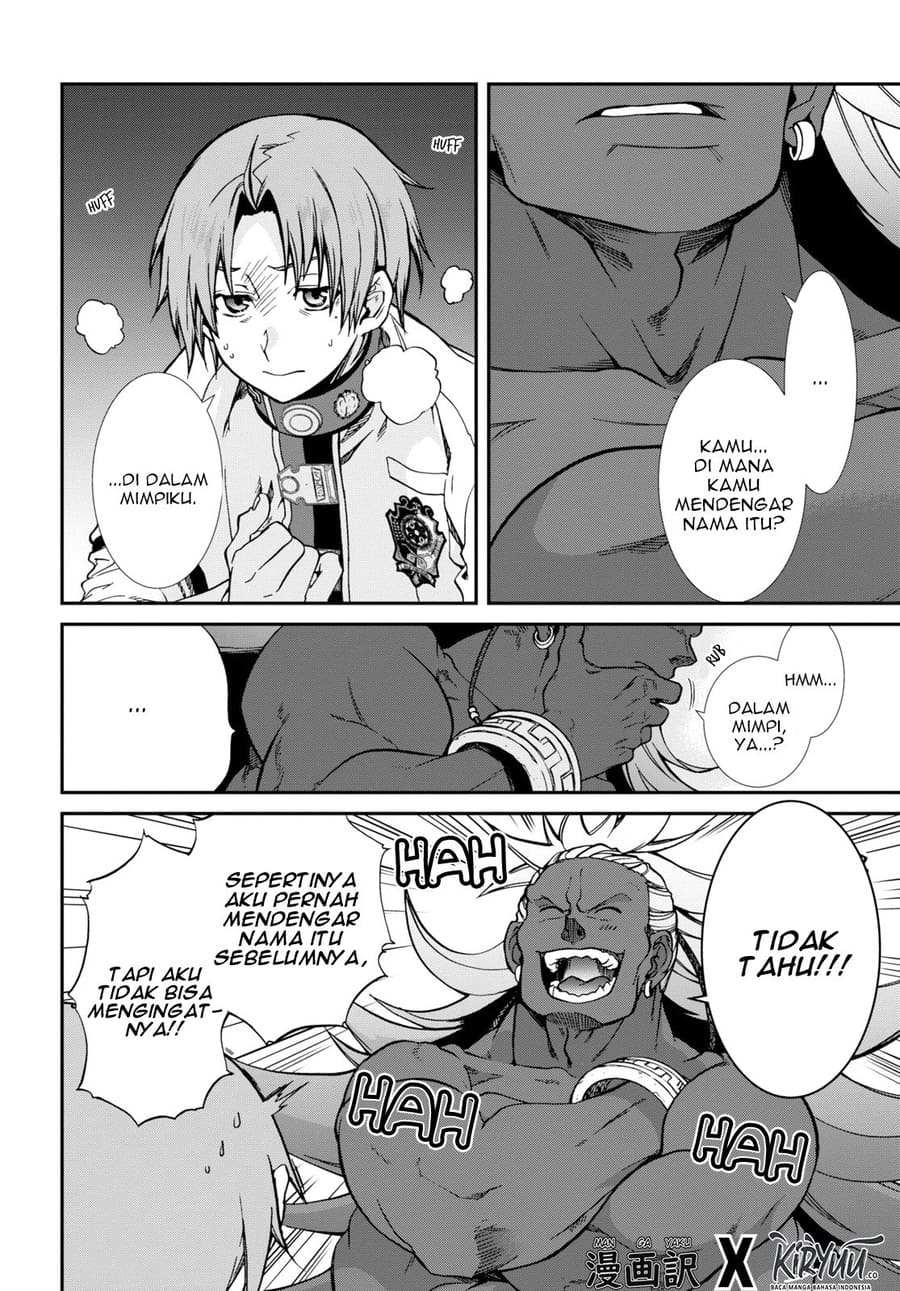 ...
KAMU...
DI MANA
KAMU
MENDENGAR
NAMA ITU?
HUFF
HUFF
...DI DALAM
MIMPIKU.
HMM...
DALAM
MIMPI,
YA...?
RUB
...
TIDAK
TAHU!!!
HAH
SEPERTINYA
AKU PERNAH
MENDENGAR
NAMA ITU
SEBELUMNYA,
TAPI AKU
TIDAK BISA
MENGINGAT-
NYA!!
HAH
HAH
MAN GA YAKU
漫画訳 X KIRYUU.CO
BACA MANGA BAHASA INDONESIA